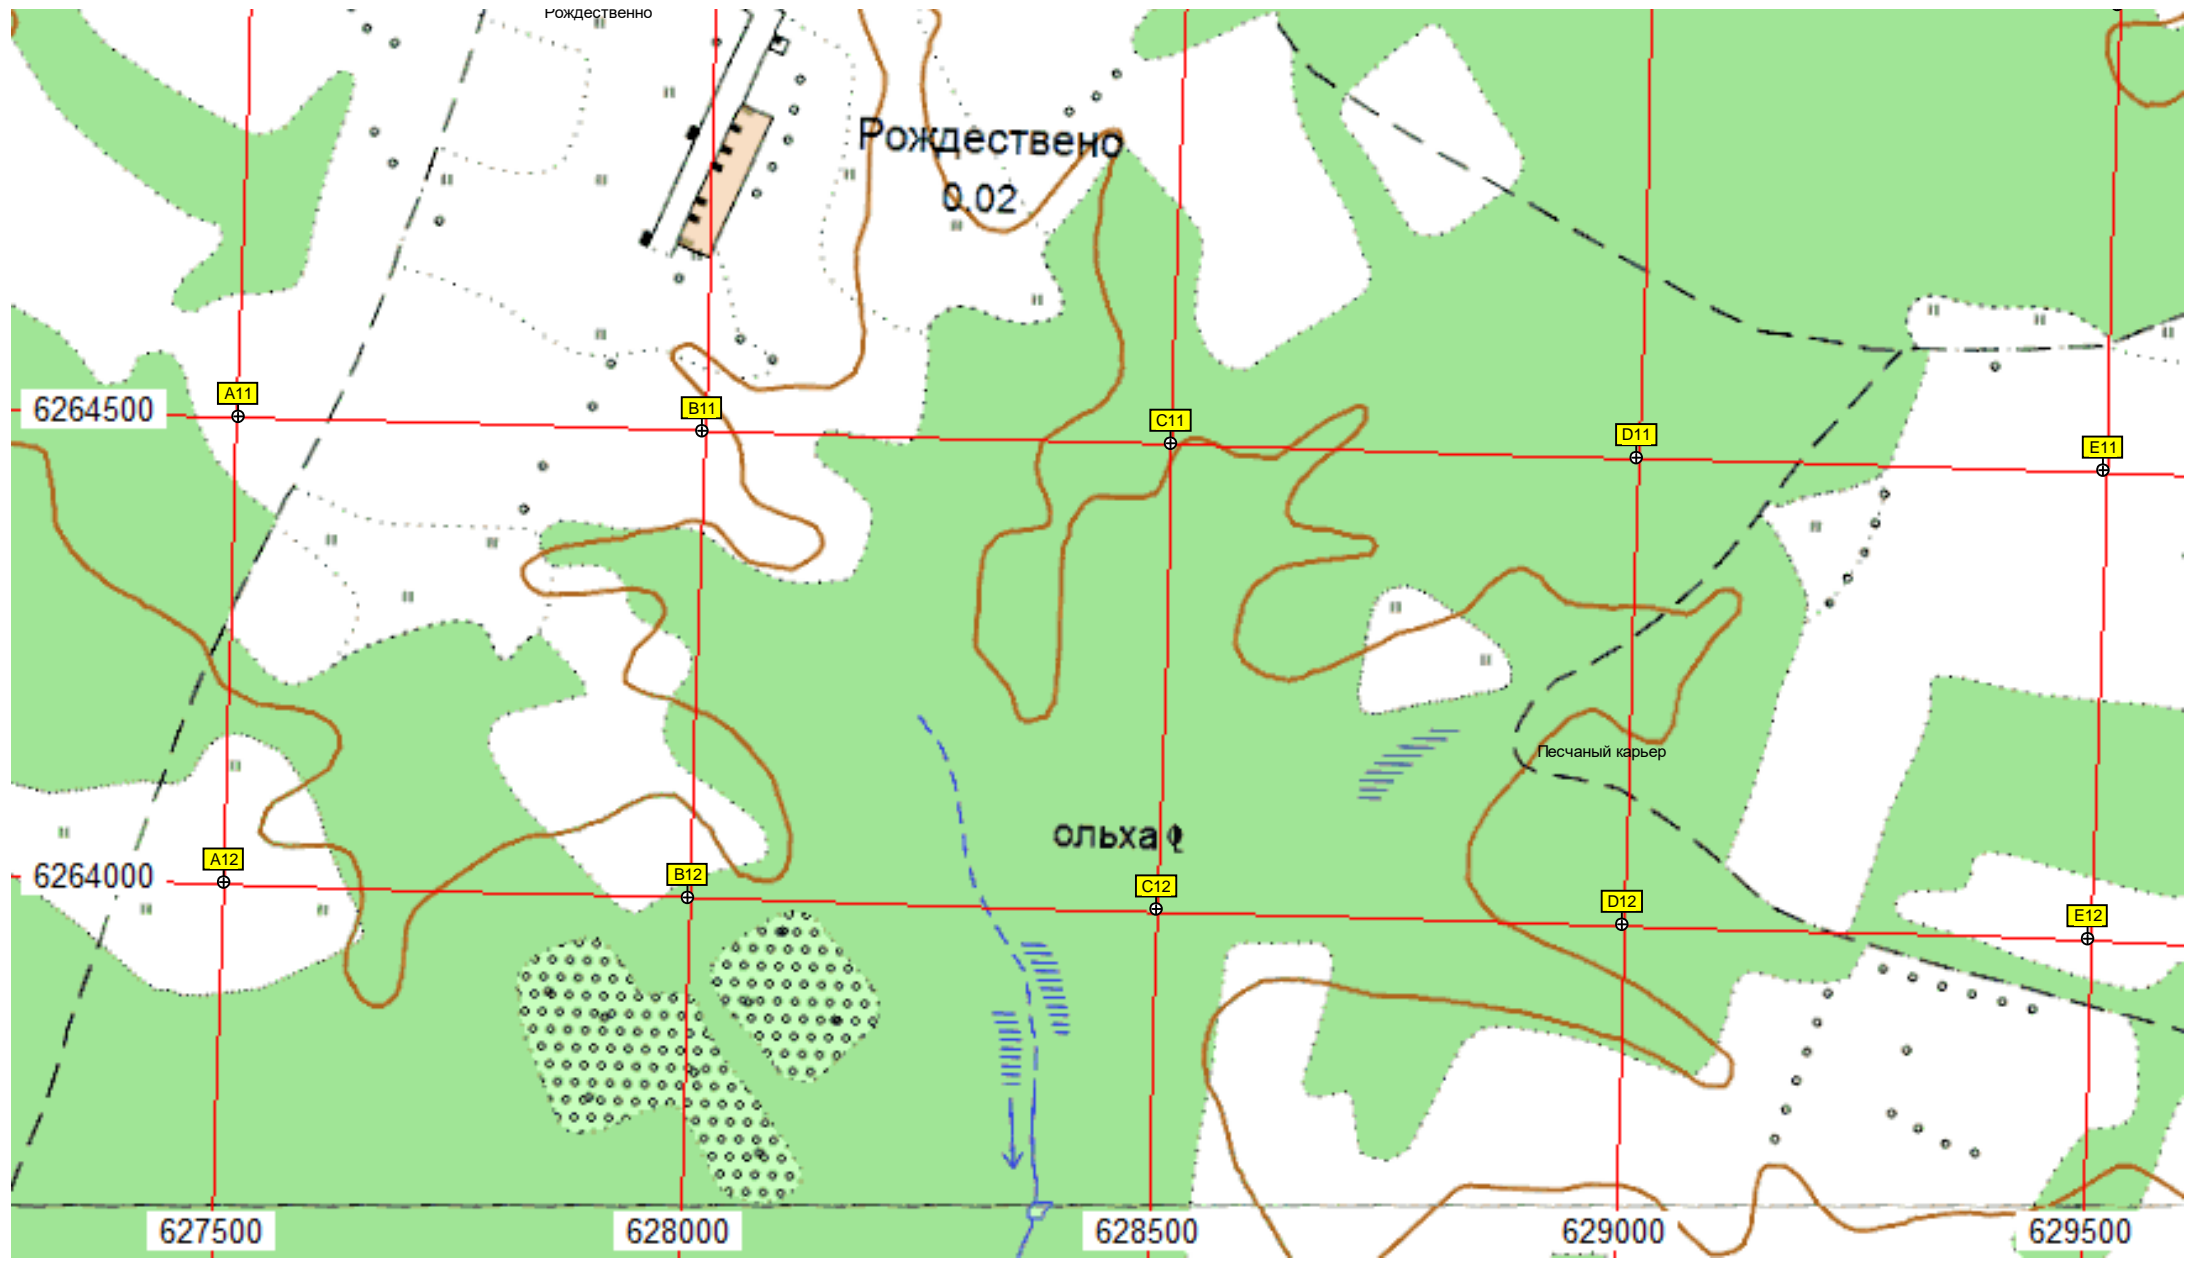 Рождественно
Рождествено
0.02
A11
B11
C11
D11
E11
6264500
Песчаный карьер
ольха
A12
B12
C12
D12
E12
6264000
627500
628000
628500
629000
629500